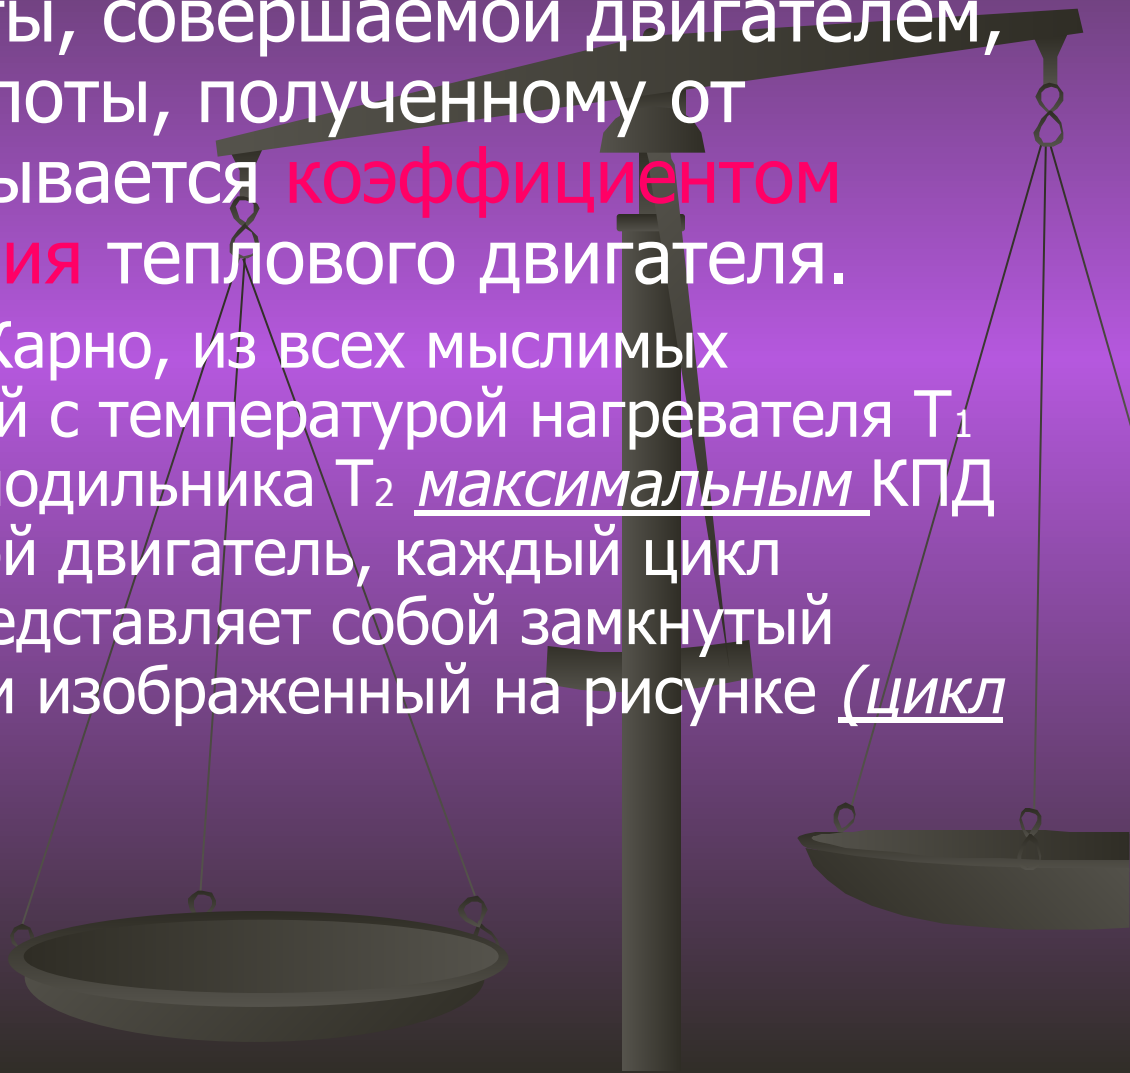 ты, совершаемой двигателем,
лоты, полученному от
ывается коэффициентом
ия теплового двигателя.
Карно, из всех мыслимых
й с температурой нагревателя Т₁
лодильника Т₂ максимальным КПД
й двигатель, каждый цикл
едставляет собой замкнутый
и изображенный на рисунке (цикл